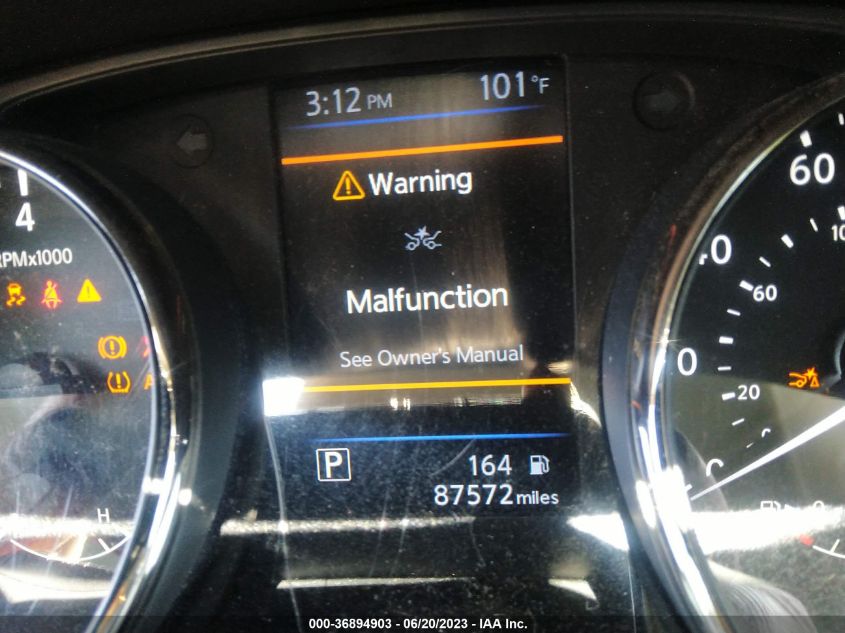 3:12 PM 101°F
Warning
Malfunction
See Owner's Manual
P 164
87572 miles
4
RPMx1000
H
60
40
60
0
20
000-36894903 - 06/20/2023 - IAA Inc.